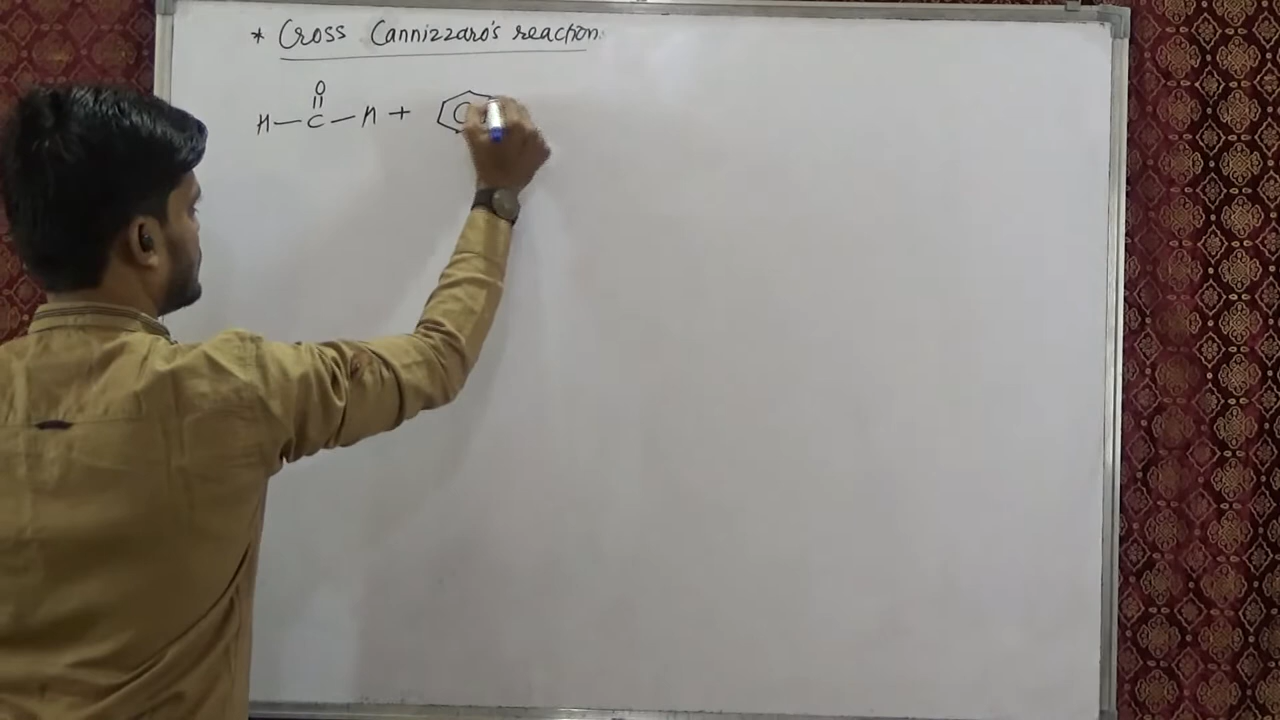 * Cross Cannizzaro's reaction
O
||
H—C—H +